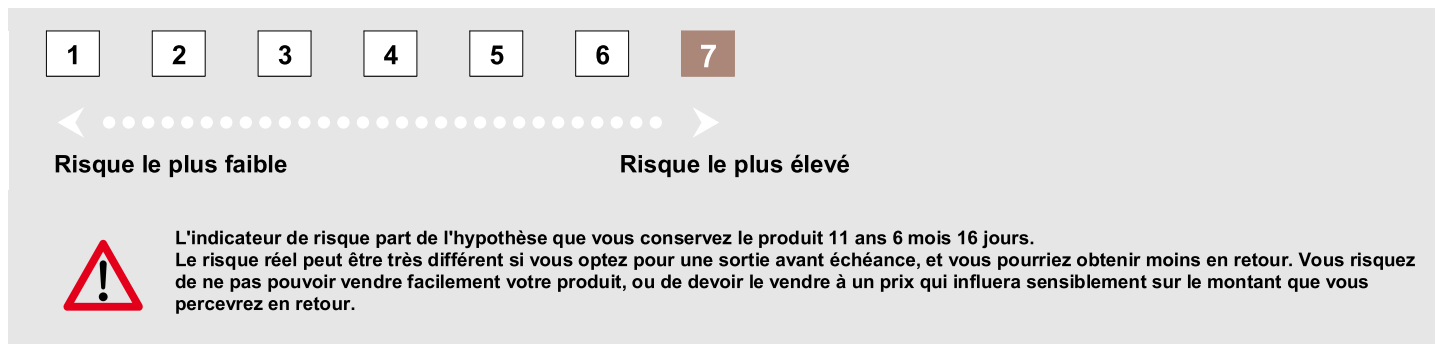 1 2 3 4 5 6 7
Risque le plus faible Risque le plus élevé
L'indicateur de risque part de l'hypothèse que vous conservez le produit 11 ans 6 mois 16 jours.
Le risque réel peut être très différent si vous optez pour une sortie avant échéance, et vous pourriez obtenir moins en retour. Vous risquez
de ne pas pouvoir vendre facilement votre produit, ou de devoir le vendre à un prix qui influera sensiblement sur le montant que vous
percevrez en retour.